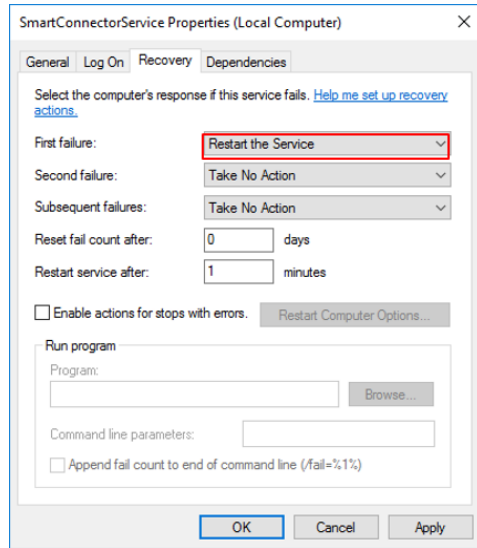 SmartConnectorService Properties (Local Computer)
General Log On Recovery Dependencies
Select the computer's response if this service fails. Help me set up recovery
actions.
First failure: Restart the Service
Second failure: Take No Action
Subsequent failures: Take No Action
Reset fail count after: 0 days
Restart service after: 1 minutes
Enable actions for stops with errors. Restart Computer Options...
Run program
Program:
Browse...
Command line parameters:
Append fail count to end of command line (/fail=%1%)
OK Cancel Apply